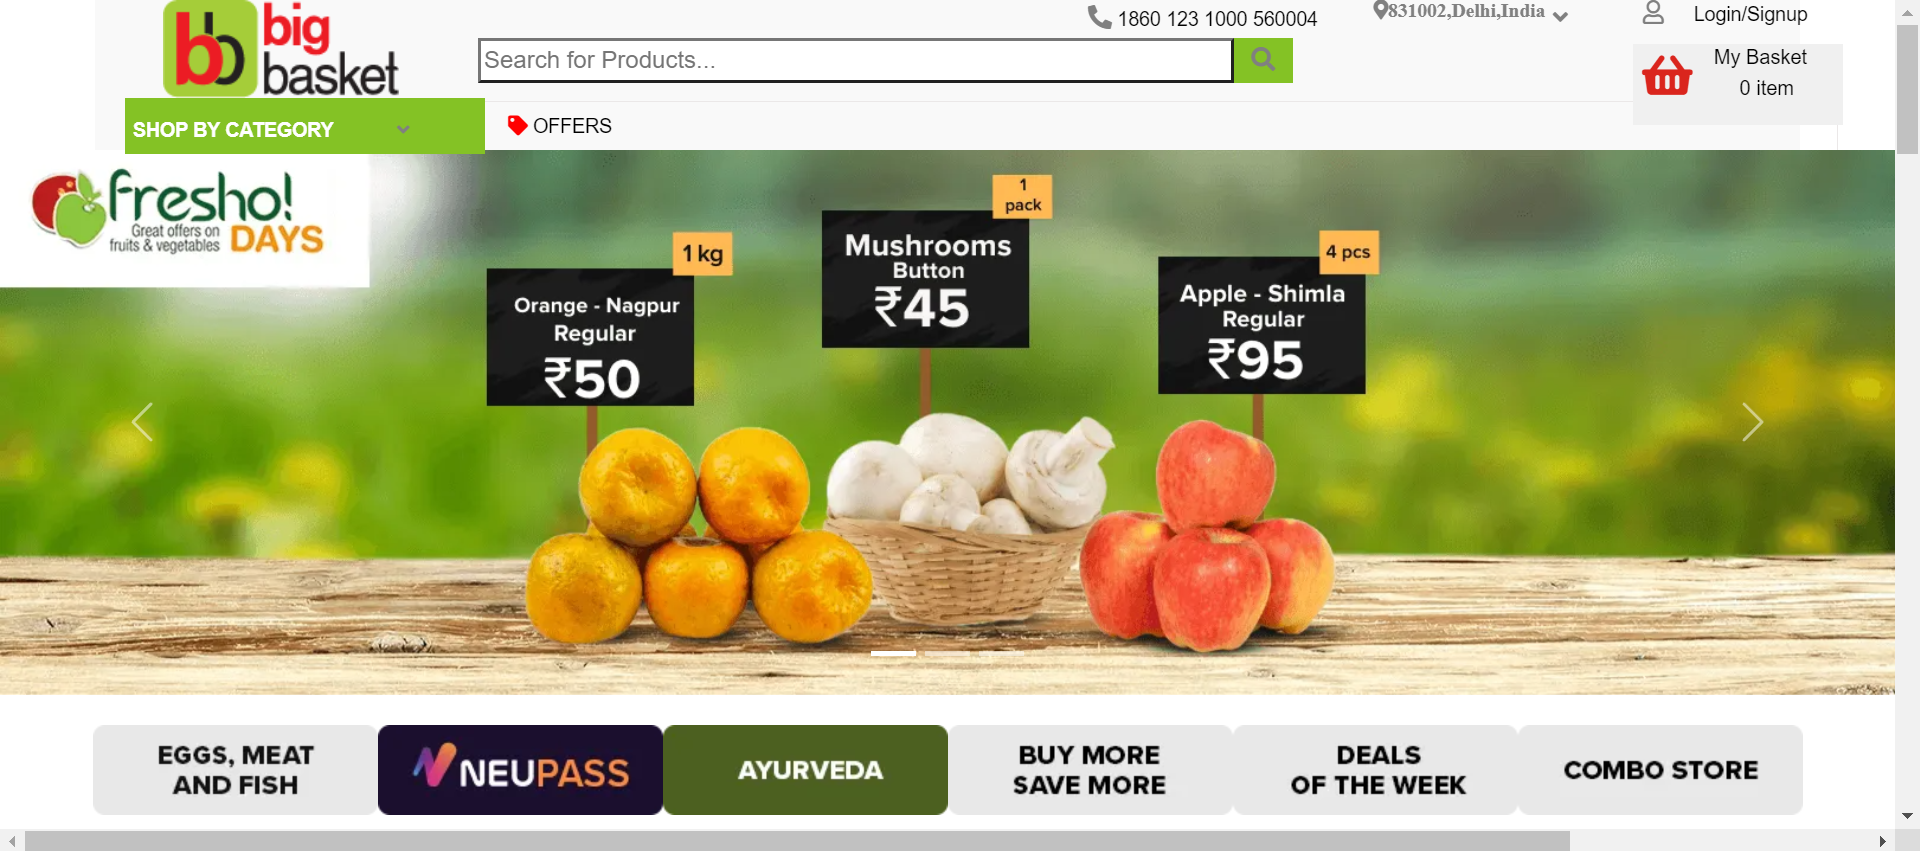 big
basket
1860 123 1000 560004
831002,Delhi,India
Login/Signup
Search for Products...
My Basket
0 item
SHOP BY CATEGORY
OFFERS
fresho!
Great offers on
fruits & vegetables
DAYS
1 kg
Orange - Nagpur
Regular
₹50
1
pack
Mushrooms
Button
₹45
4 pcs
Apple - Shimla
Regular
₹95
EGGS, MEAT
AND FISH
NEUPASS
AYURVEDA
BUY MORE
SAVE MORE
DEALS
OF THE WEEK
COMBO STORE